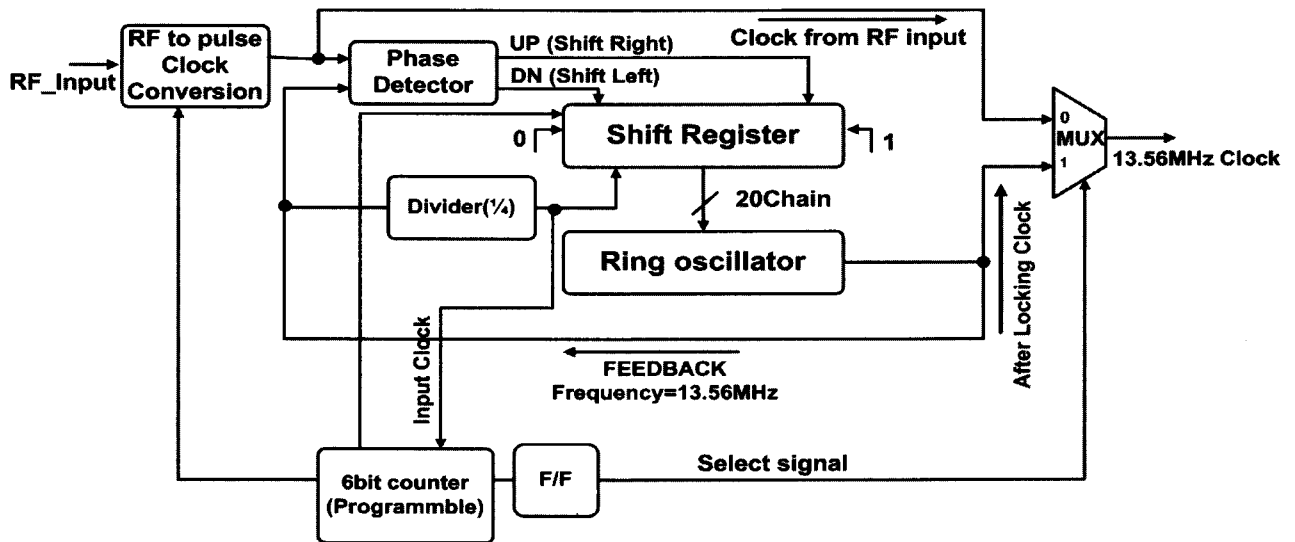 RF_Input
RF to pulse
Clock
Conversion
Phase
Detector
UP (Shift Right)
DN (Shift Left)
Clock from RF input
0
Shift Register
1
0
MUX
1
13.56MHz Clock
Divider(¼)
20Chain
Ring oscillator
After Locking Clock
Input Clock
FEEDBACK
Frequency=13.56MHz
6bit counter
(Programmble)
F/F
Select signal